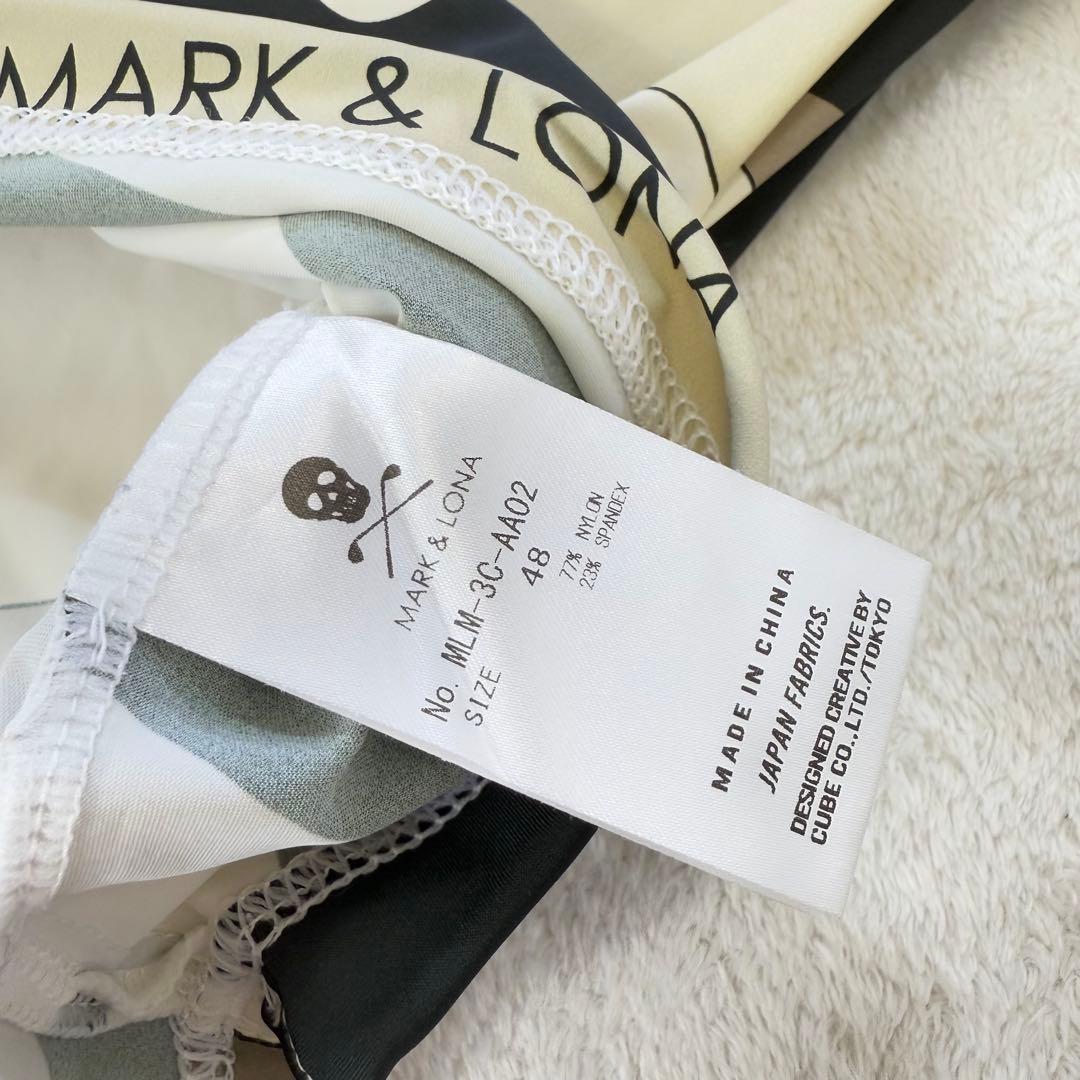 MARK & LONA
MARK & LONA
No. MLM-3C-AA02
SIZE 48
77% NYLON
23% SPANDEX
MADE IN CHINA
JAPAN FABRICS.
DESIGNED CREATIVE BY
CUBE CO.,LTD./TOKYO